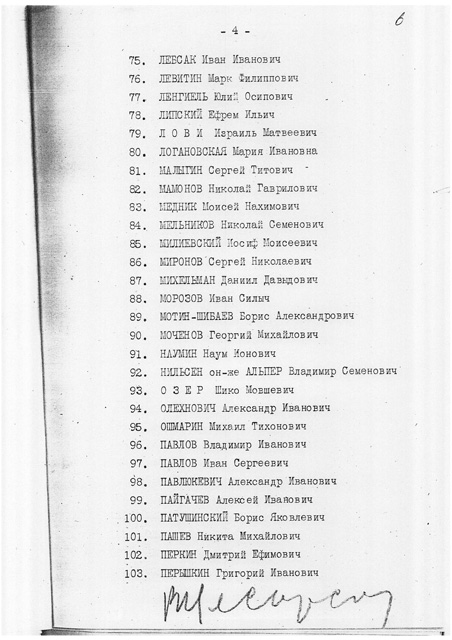 6
- 4 -
75. ЛЕБСАК Иван Иванович
76. ЛЕВИТИН Марк Филиппович
77. ЛЕНГИЕЛЬ Юлий Осипович
78. ЛИПСКИЙ Ефрем Ильич
79. Л О В И Израиль Матвеевич
80. ЛОГАНОВСКАЯ Мария Ивановна
81. МАЛЫГИН Сергей Титович
82. МАМОНОВ Николай Гаврилович
83. МЕДНИК Моисей Нахимович
84. МЕЛЬНИКОВ Николай Семенович
85. МИЛИЕВСКИЙ Иосиф Моисеевич
86. МИРОНОВ Сергей Николаевич
87. МИХЕЛЬМАН Даниил Давыдович
88. МОРОЗОВ Иван Силыч
89. МОТИН-ШИБАЕВ Борис Александрович
90. МОЧЕНОВ Георгий Михайлович
91. НАУМИН Наум Ионович
92. НИЛЬСЕН он-же АЛЬПЕР Владимир Семенович
93. О З Е Р Шико Мовшевич
94. ОЛЕХНОВИЧ Александр Иванович
95. ОШМАРИН Михаил Тихонович
96. ПАВЛОВ Владимир Иванович
97. ПАВЛОВ Иван Сергеевич
98. ПАВЛЮКЕВИЧ Александр Иванович
99. ПАЙГАЧЕВ Алексей Иванович
100. ПАТУШИНСКИЙ Борис Яковлевич
101. ПАШЕВ Никита Михайлович
102. ПЕРКИН Дмитрий Ефимович
103. ПЕРЫШКИН Григорий Иванович